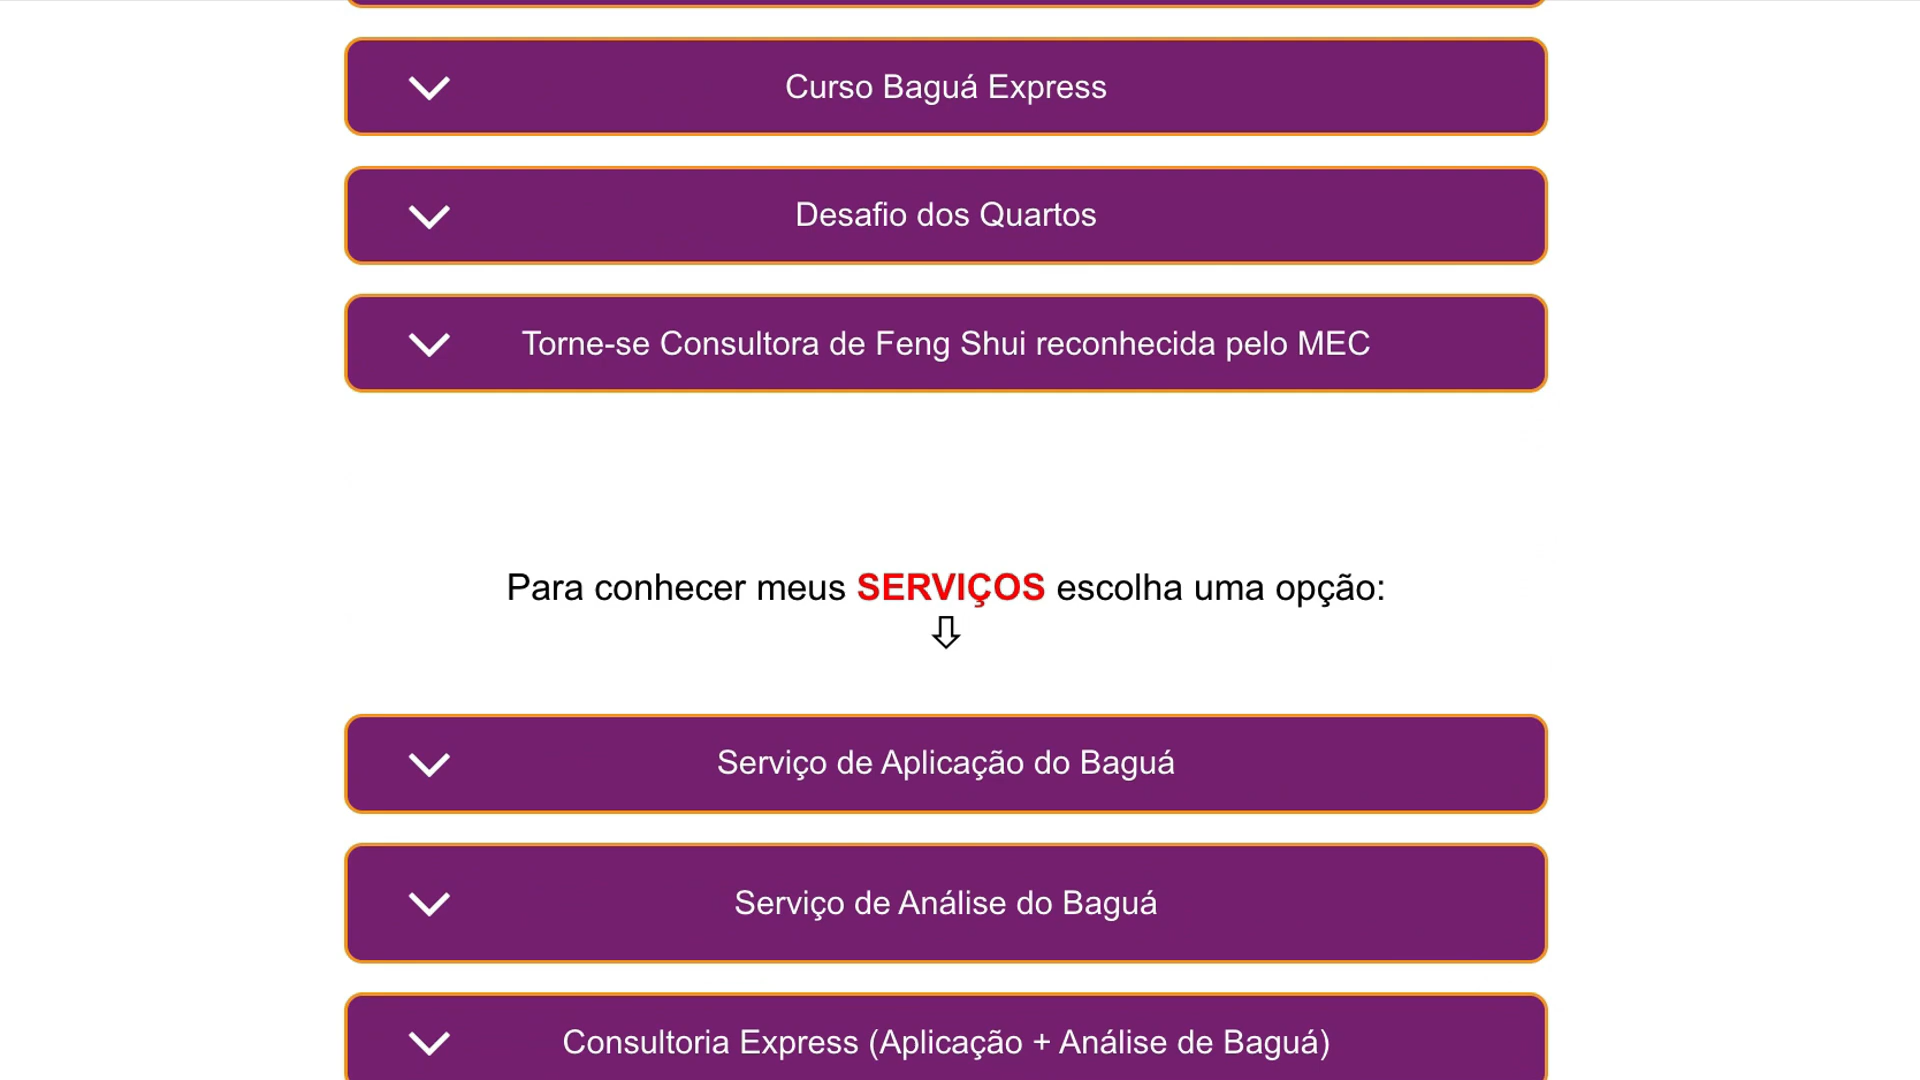 Curso Baguá Express
Desafio dos Quartos
Torne-se Consultora de Feng Shui reconhecida pelo MEC
Para conhecer meus SERVIÇOS escolha uma opção:
⇩
Serviço de Aplicação do Baguá
Serviço de Análise do Baguá
Consultoria Express (Aplicação + Análise de Baguá)